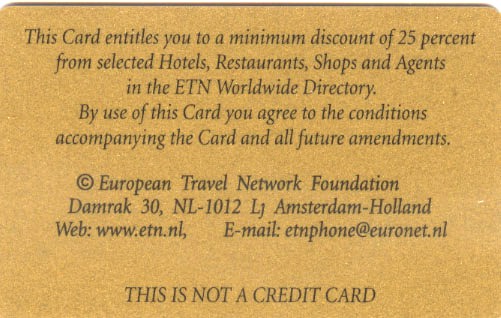 This Card entitles you to a minimum discount of 25 percent
from selected Hotels, Restaurants, Shops and Agents
in the ETN Worldwide Directory.
By use of this Card you agree to the conditions
accompanying the Card and all future amendments.
© European Travel Network Foundation
Damrak 30, NL-1012 LJ Amsterdam-Holland
Web: www.etn.nl, E-mail: etnphone@euronet.nl
THIS IS NOT A CREDIT CARD